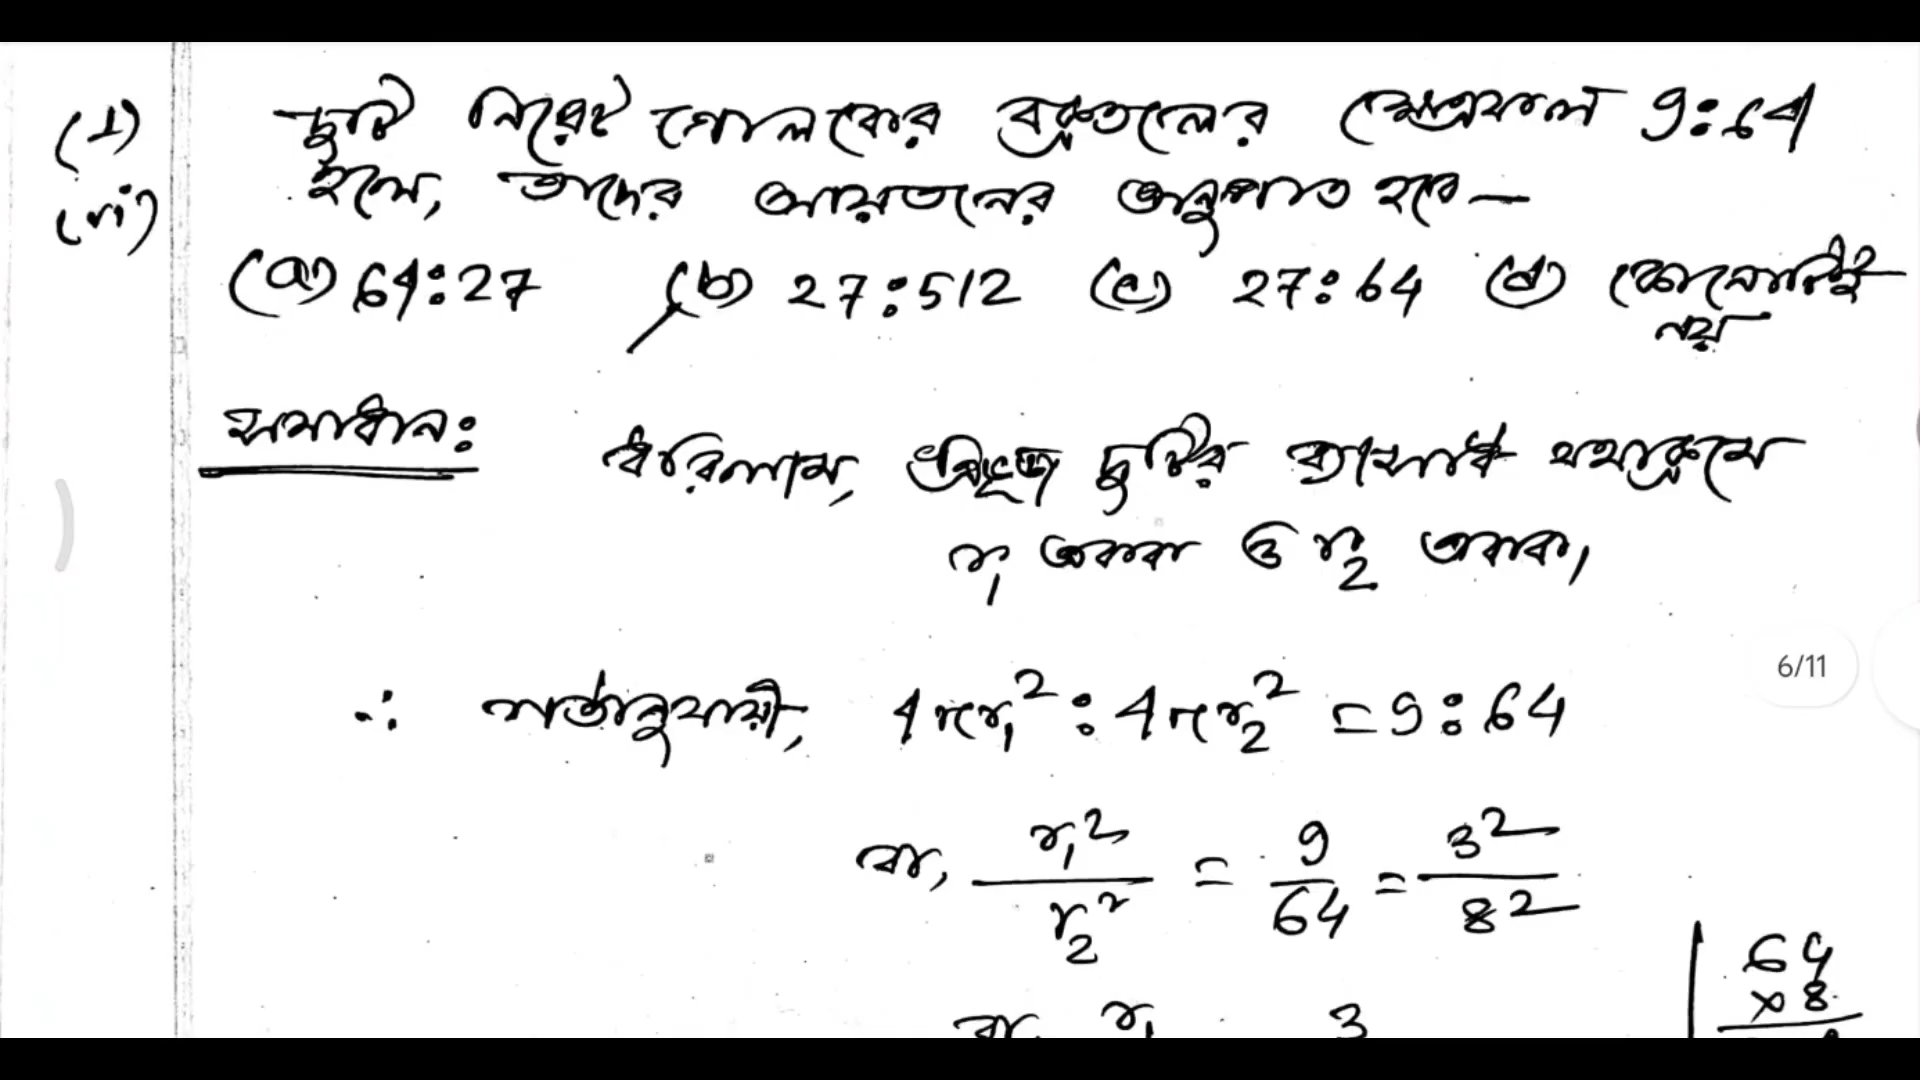 (1) দুটি নিরেট গোলকের বক্রতলের ক্ষেত্রফল 9:64
(vi) হলে, তাদের আয়তনের অনুপাত হবে —
(a) 64:27 (b) 27:512 (c) 27:64 (d) কোনোটিই
নয়
সমাধান:
ধরিলাম, দুটির ব্যাসার্ধ যথাক্রমে
r₁ একক ও r₂ একক,
∴ শর্তানুযায়ী, 4πr₁² : 4πr₂² = 9 : 64
বা, r₁²/r₂² = 9/64 = 3²/8²
64
×8
বা, r₁ 3
6/11